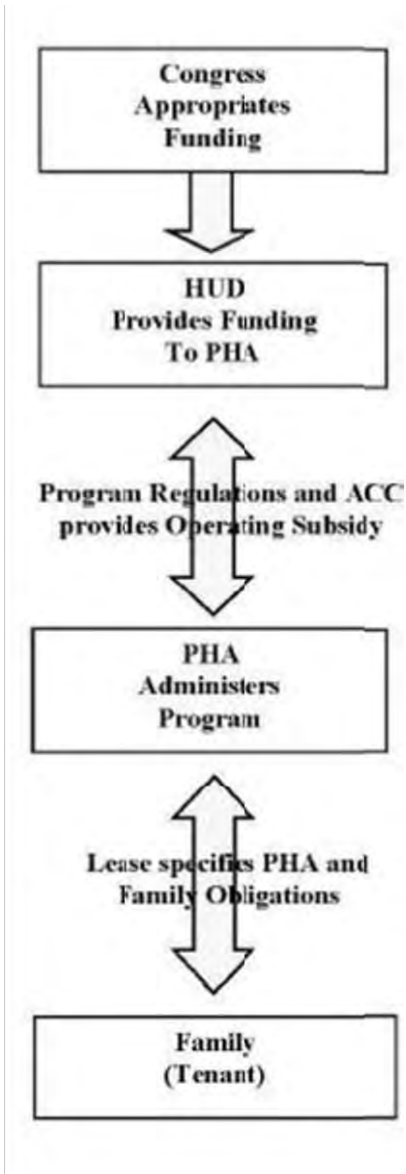 Congress
Appropriates
Funding
HUD
Provides Funding
To PHA
Program Regulations and ACC
provides Operating Subsidy
PHA
Administers
Program
Lease specifies PHA and
Family Obligations
Family
(Tenant)